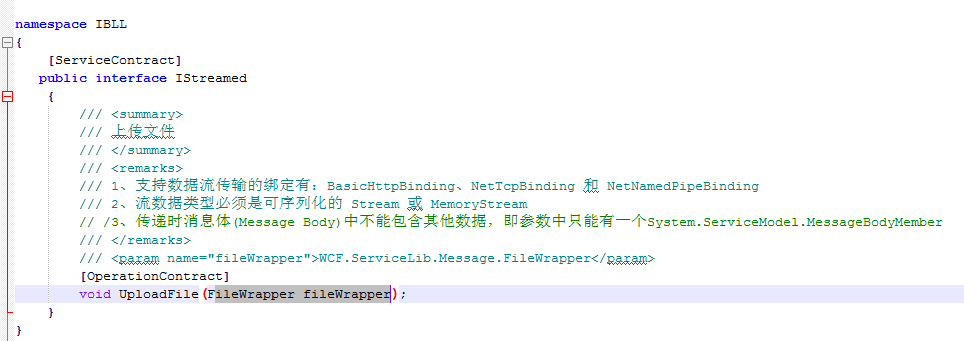 namespace IBLL
{
[ServiceContract]
public interface IStreamed
{
/// <summary>
/// 上传文件
/// </summary>
/// <remarks>
/// 1、支持数据流传输的绑定有：BasicHttpBinding、NetTcpBinding 和 NetNamedPipeBinding
/// 2、流数据类型必须是可序列化的 Stream 或 MemoryStream
// /3、传递时消息体(Message Body)中不能包含其他数据，即参数中只能有一个System.ServiceModel.MessageBodyMember
/// </remarks>
/// <param name="fileWrapper">WCF.ServiceLib.Message.FileWrapper</param>
[OperationContract]
void UploadFile(FileWrapper fileWrapper);
}
}